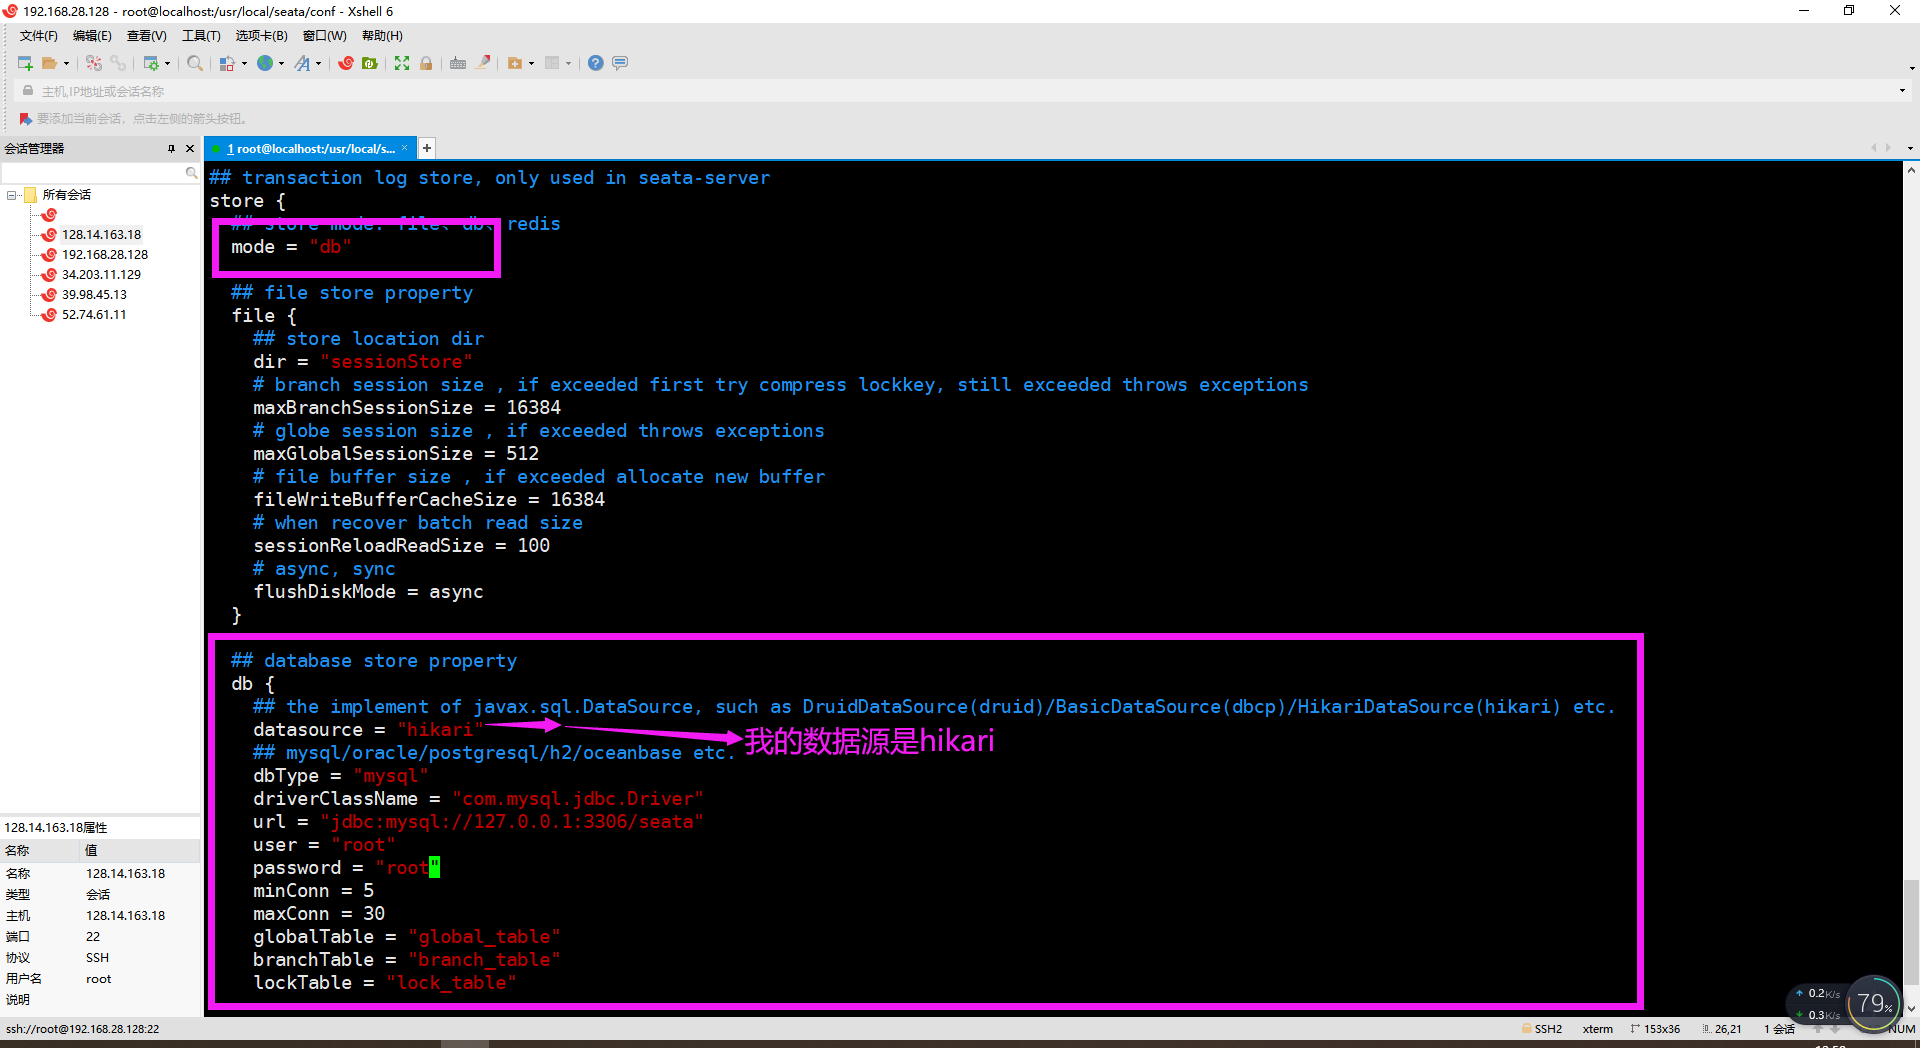 192.168.28.128 - root@localhost:/usr/local/seata/conf - Xshell 6
文件(F) 编辑(E) 查看(V) 工具(T) 选项卡(B) 窗口(W) 帮助(H)
主机,IP地址或会话名称
要添加当前会话，点击左侧的箭头按钮。
会话管理器
1 root@localhost:/usr/local/s...
所有会话
128.14.163.18
192.168.28.128
34.203.11.129
39.98.45.13
52.74.61.11
## transaction log store, only used in seata-server
store {
## store mode: file、db、redis
mode = "db"
## file store property
file {
## store location dir
dir = "sessionStore"
# branch session size , if exceeded first try compress lockkey, still exceeded throws exceptions
maxBranchSessionSize = 16384
# globe session size , if exceeded throws exceptions
maxGlobalSessionSize = 512
# file buffer size , if exceeded allocate new buffer
fileWriteBufferCacheSize = 16384
# when recover batch read size
sessionReloadReadSize = 100
# async, sync
flushDiskMode = async
}
## database store property
db {
## the implement of javax.sql.DataSource, such as DruidDataSource(druid)/BasicDataSource(dbcp)/HikariDataSource(hikari) etc.
datasource = "hikari"
我的数据源是hikari
## mysql/oracle/postgresql/h2/oceanbase etc.
dbType = "mysql"
driverClassName = "com.mysql.jdbc.Driver"
url = "jdbc:mysql://127.0.0.1:3306/seata"
user = "root"
password = "root"
minConn = 5
maxConn = 30
globalTable = "global_table"
branchTable = "branch_table"
lockTable = "lock_table"
128.14.163.18属性
名称 值
名称 128.14.163.18
类型 会话
主机 128.14.163.18
端口 22
协议 SSH
用户名 root
说明
0.2K/s
0.3K/s
79%
ssh://root@192.168.28.128:22
SSH2 xterm 153x36 26,21 1 会话 NUM